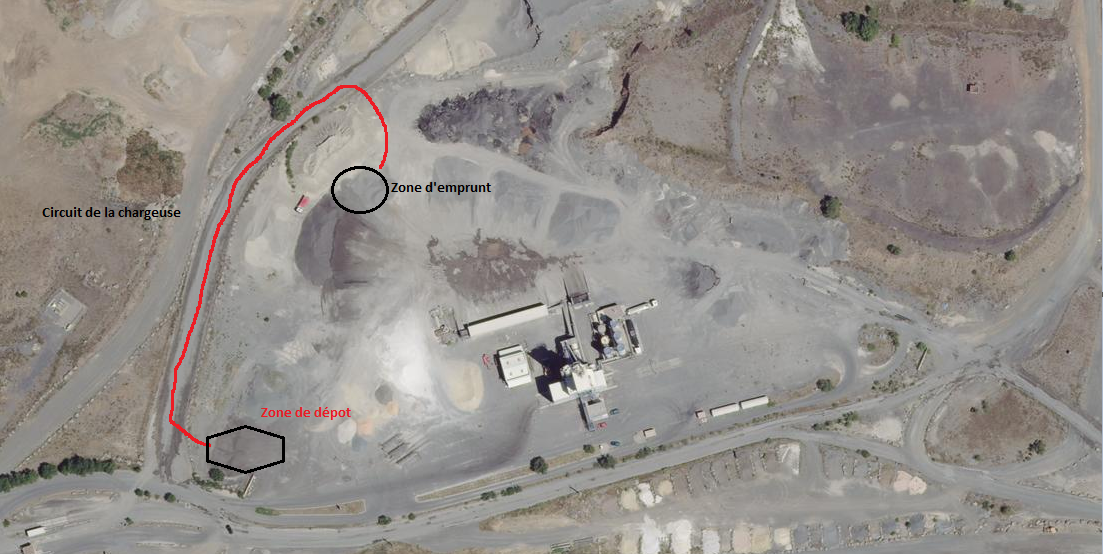 Zone d'emprunt
Circuit de la chargeuse
Zone de dépot